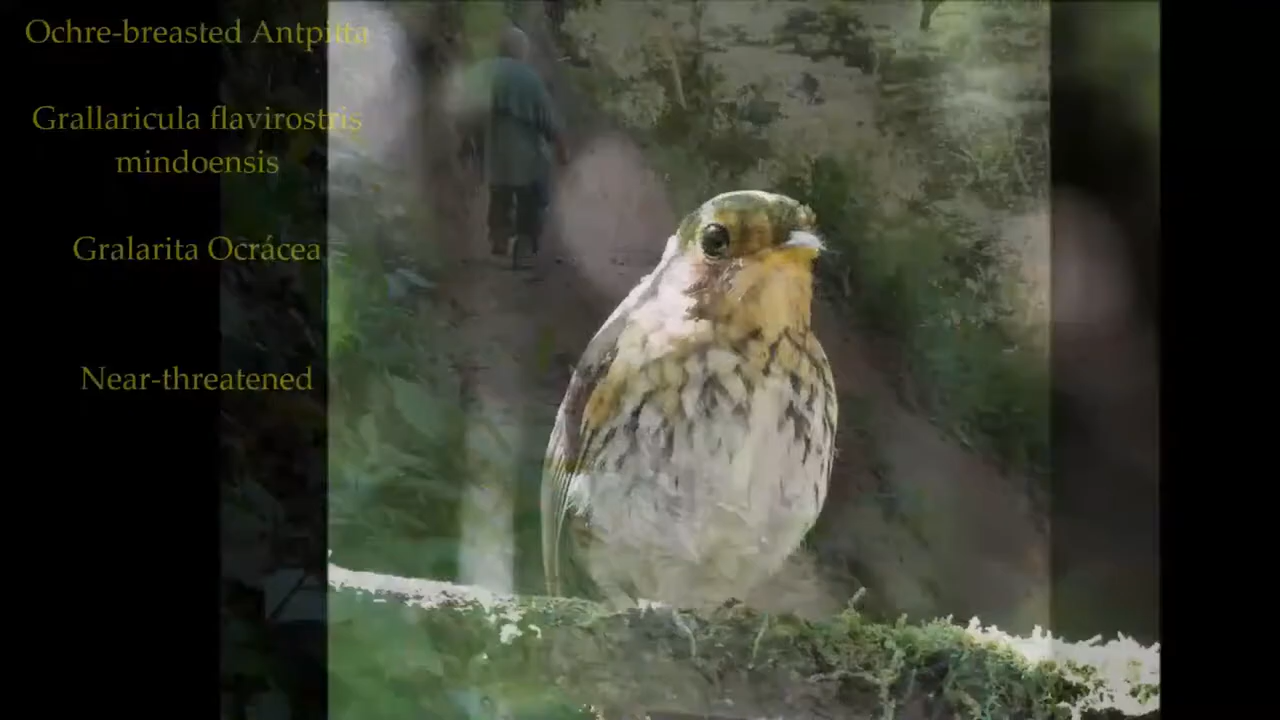 Ochre-breasted Antpitta
Grallaricula flavirostris
mindoensis
Gralarita Ocrácea
Near-threatened